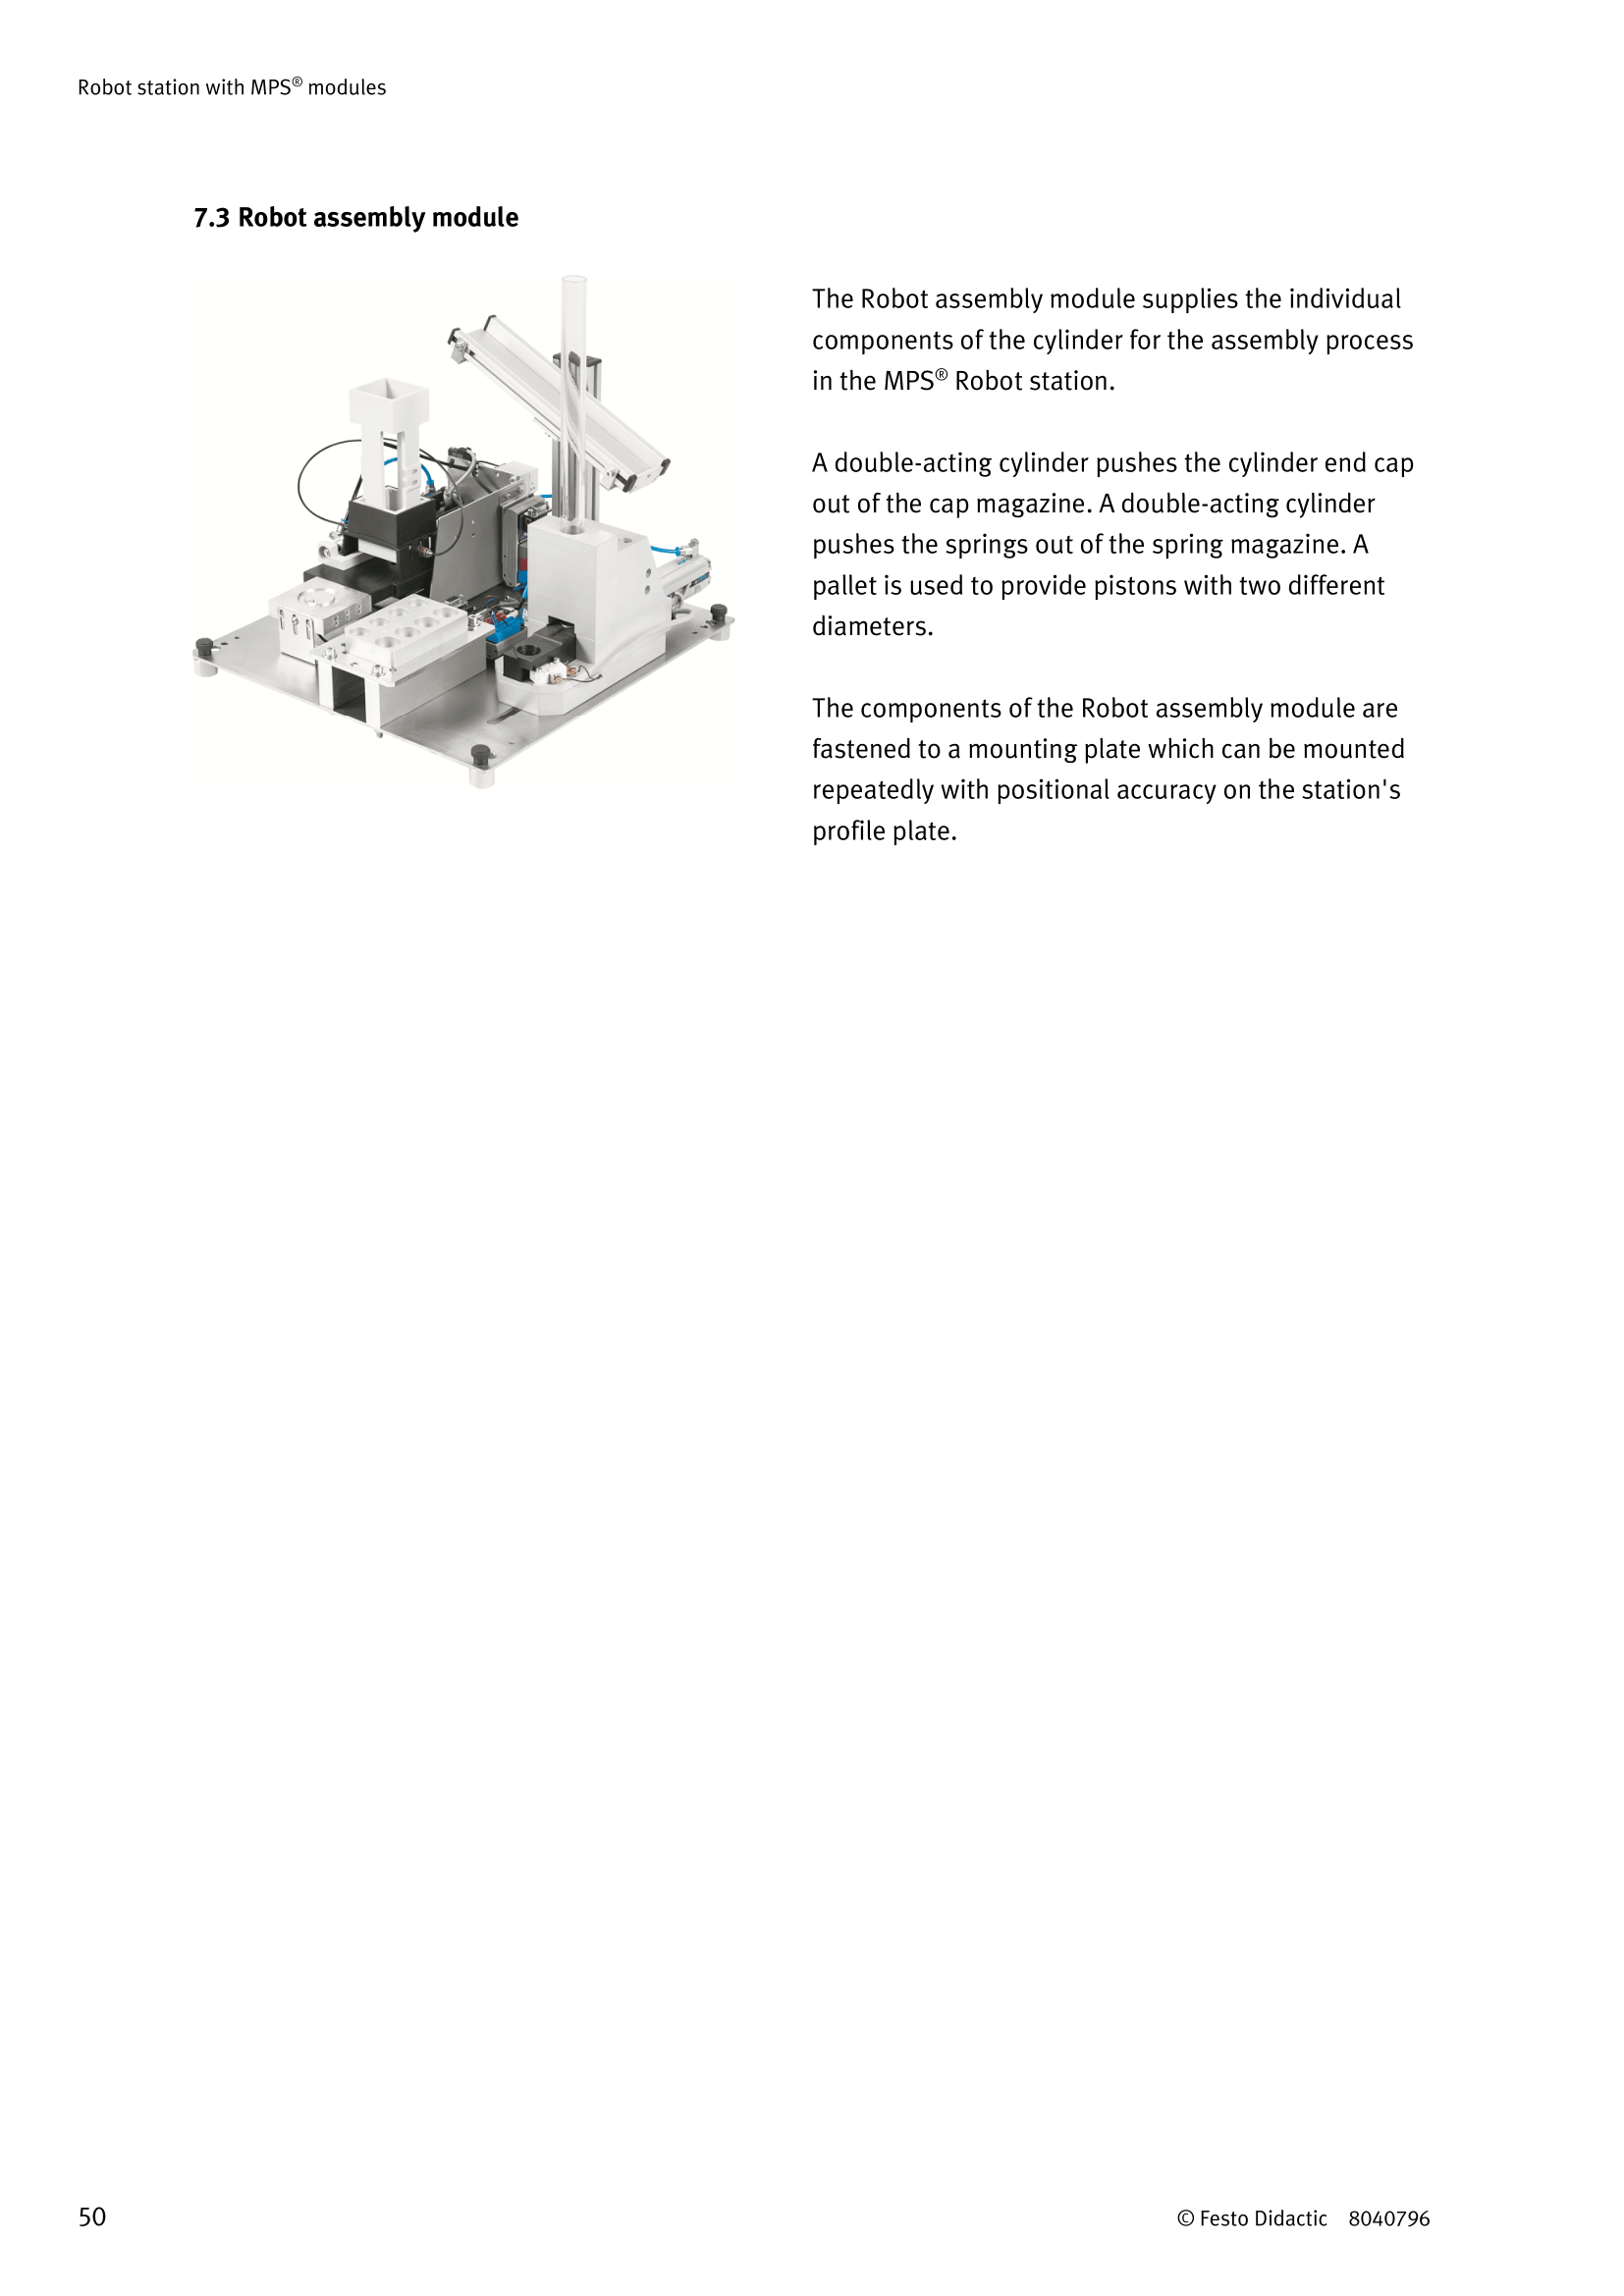 Robot station with MPS® modules
7.3 Robot assembly module
The Robot assembly module supplies the individual
components of the cylinder for the assembly process
in the MPS® Robot station.
A double-acting cylinder pushes the cylinder end cap
out of the cap magazine. A double-acting cylinder
pushes the springs out of the spring magazine. A
pallet is used to provide pistons with two different
diameters.
The components of the Robot assembly module are
fastened to a mounting plate which can be mounted
repeatedly with positional accuracy on the station's
profile plate.
50
© Festo Didactic 8040796